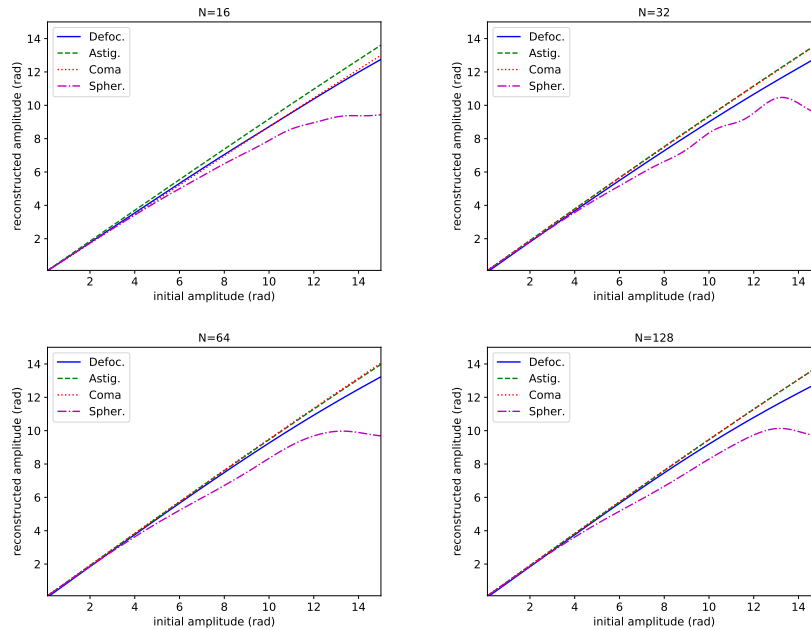 N=16
14
12
10
8
6
4
2
reconstructed amplitude (rad)
Defoc.
Astig.
Coma
Spher.
2 4 6 8 10 12 14
initial amplitude (rad)
N=32
14
12
10
8
6
4
2
reconstructed amplitude (rad)
Defoc.
Astig.
Coma
Spher.
2 4 6 8 10 12 14
initial amplitude (rad)
N=64
14
12
10
8
6
4
2
reconstructed amplitude (rad)
Defoc.
Astig.
Coma
Spher.
2 4 6 8 10 12 14
initial amplitude (rad)
N=128
14
12
10
8
6
4
2
reconstructed amplitude (rad)
Defoc.
Astig.
Coma
Spher.
2 4 6 8 10 12 14
initial amplitude (rad)